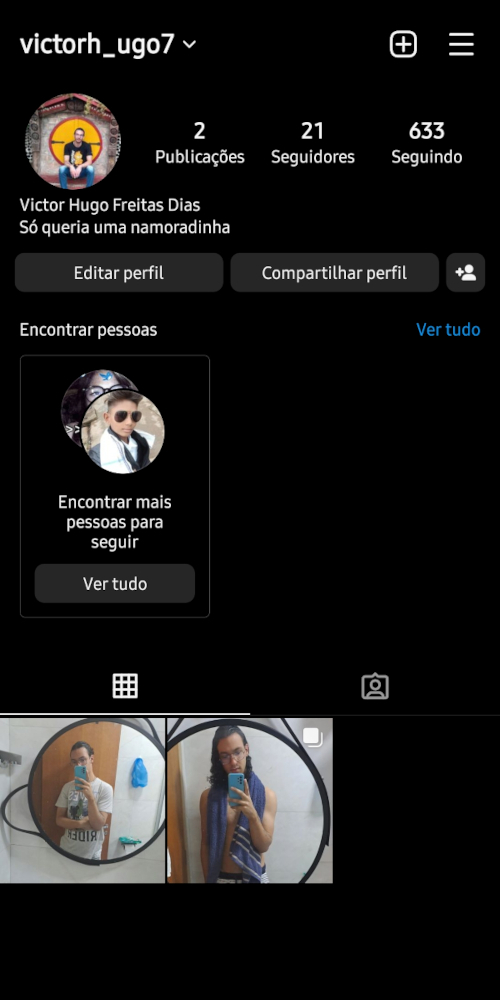 victorh_ugo7
2 21 633
Publicações Seguidores Seguindo
Victor Hugo Freitas Dias
Só queria uma namoradinha
Editar perfil Compartilhar perfil
Encontrar pessoas Ver tudo
Encontrar mais
pessoas para
seguir
Ver tudo